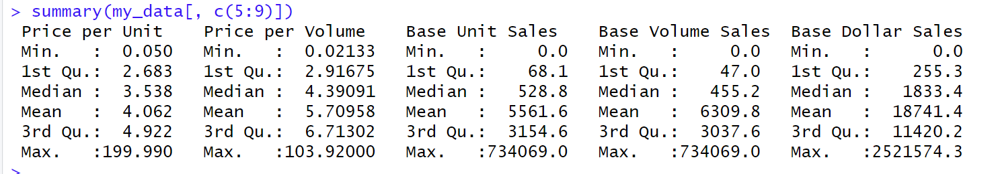 > summary(my_data[, c(5:9)])
 Price per Unit    Price per Volume    Base Unit Sales    Base Volume Sales  Base Dollar Sales
 Min.   :  0.050   Min.   :  0.02133   Min.   :     0.0   Min.   :     0.0   Min.   :      0.0
 1st Qu.:  2.683   1st Qu.:  2.91675   1st Qu.:    68.1   1st Qu.:    47.0   1st Qu.:    255.3
 Median :  3.538   Median :  4.39091   Median :   528.8   Median :   455.2   Median :   1833.4
 Mean   :  4.062   Mean   :  5.70958   Mean   :  5561.6   Mean   :  6309.8   Mean   :  18741.4
 3rd Qu.:  4.922   3rd Qu.:  6.71302   3rd Qu.:  3154.6   3rd Qu.:  3037.6   3rd Qu.:  11420.2
 Max.   :199.990   Max.   :103.92000   Max.   :734069.0   Max.   :734069.0   Max.   :2521574.3
>